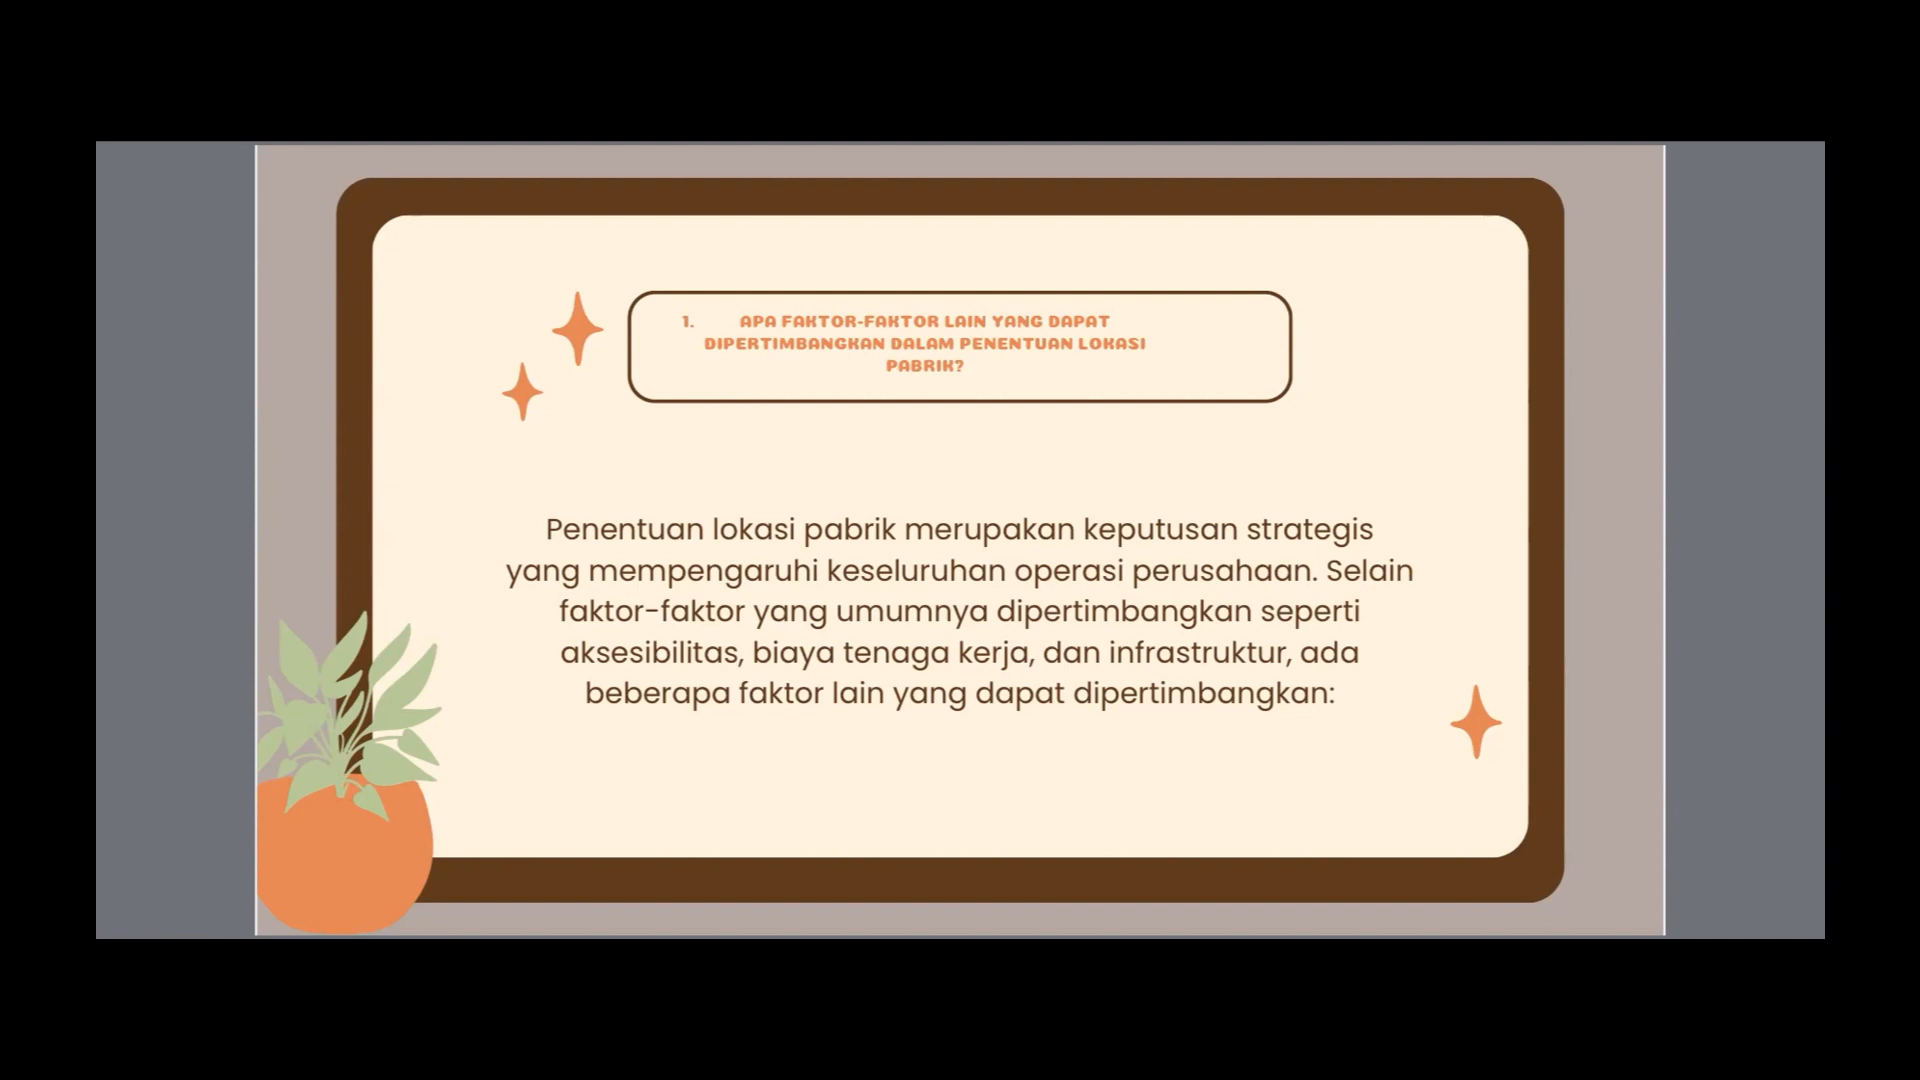 1. APA FAKTOR-FAKTOR LAIN YANG DAPAT
DIPERTIMBANGKAN DALAM PENENTUAN LOKASI
PABRIK?
Penentuan lokasi pabrik merupakan keputusan strategis
yang mempengaruhi keseluruhan operasi perusahaan. Selain
faktor-faktor yang umumnya dipertimbangkan seperti
aksesibilitas, biaya tenaga kerja, dan infrastruktur, ada
beberapa faktor lain yang dapat dipertimbangkan: